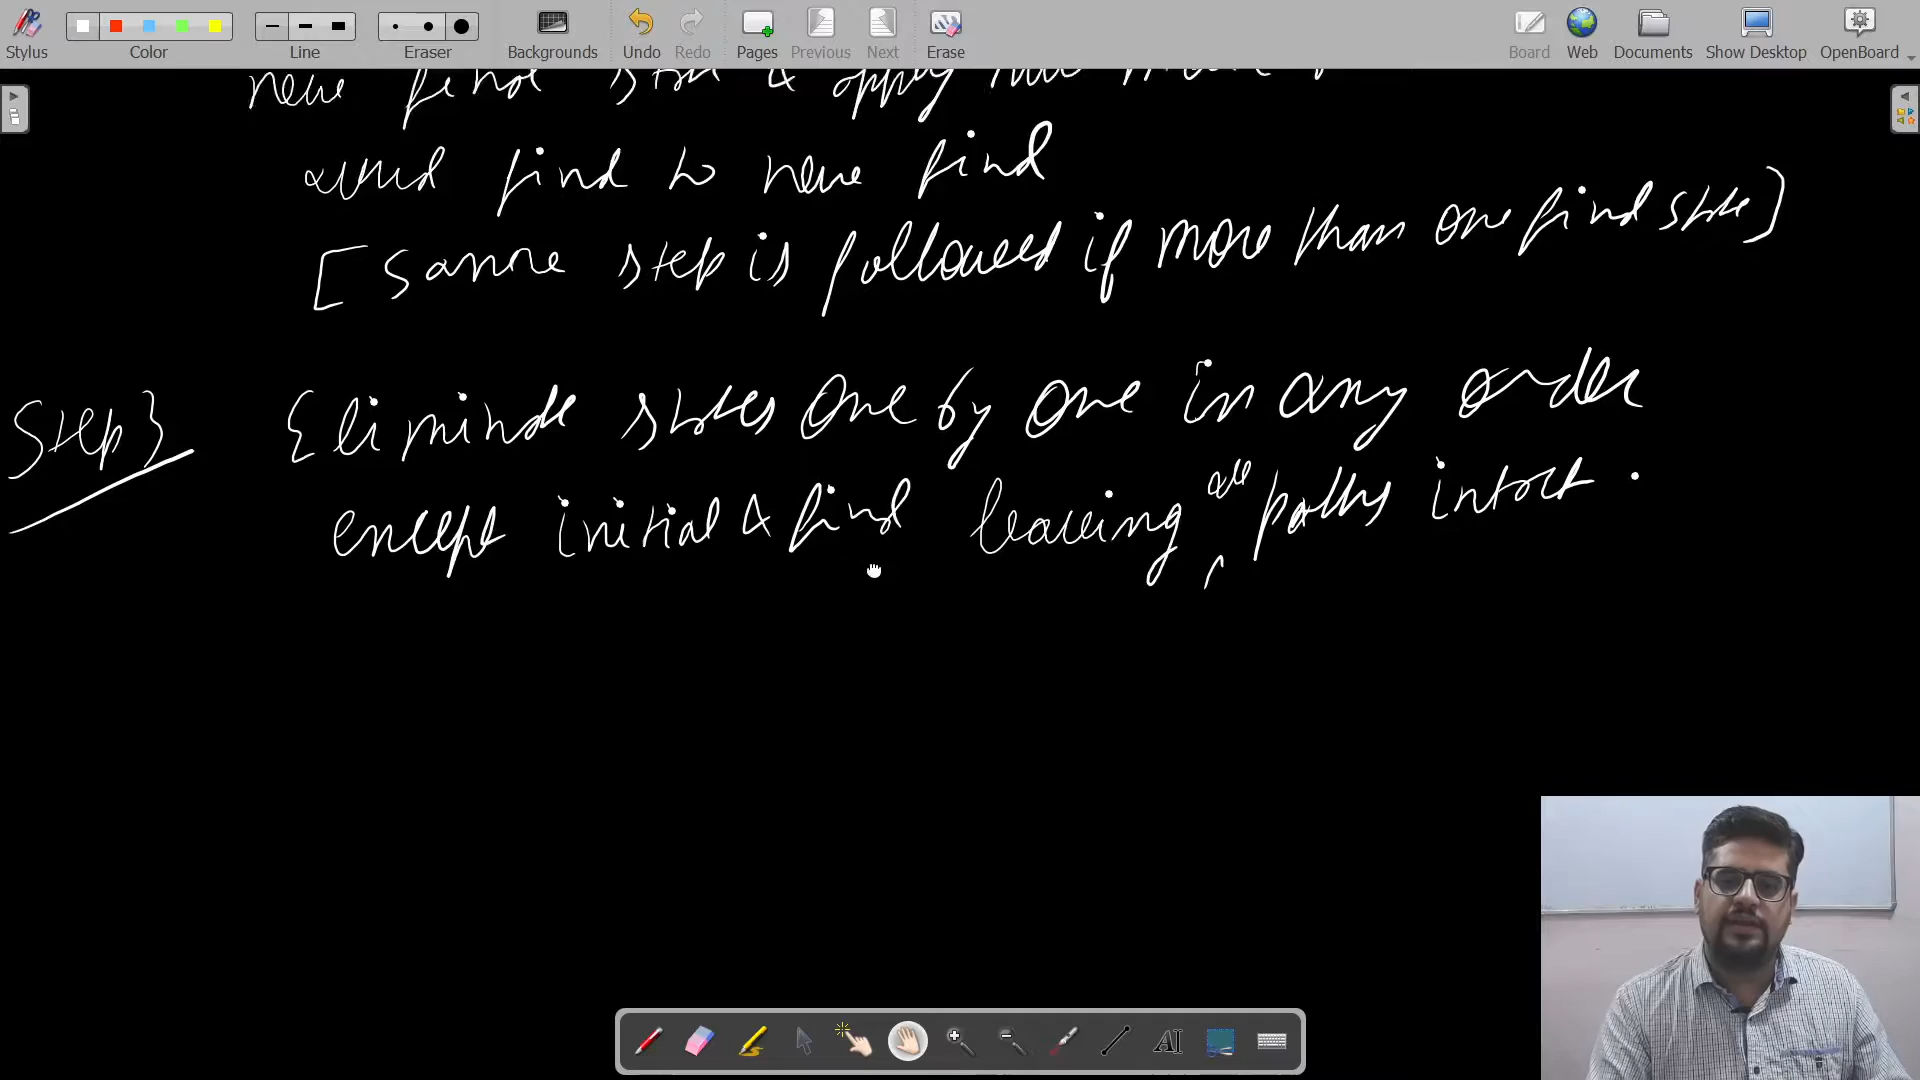 Stylus Color Line Eraser Backgrounds Undo Redo Pages Previous Next Erase Board Web Documents Show Desktop OpenBoard
new final state & apply null
actual final to new final
[Same step is followed if more than one final state]
Step 3 Eliminate states one by one in any order
except initial & final leaving all paths intact.